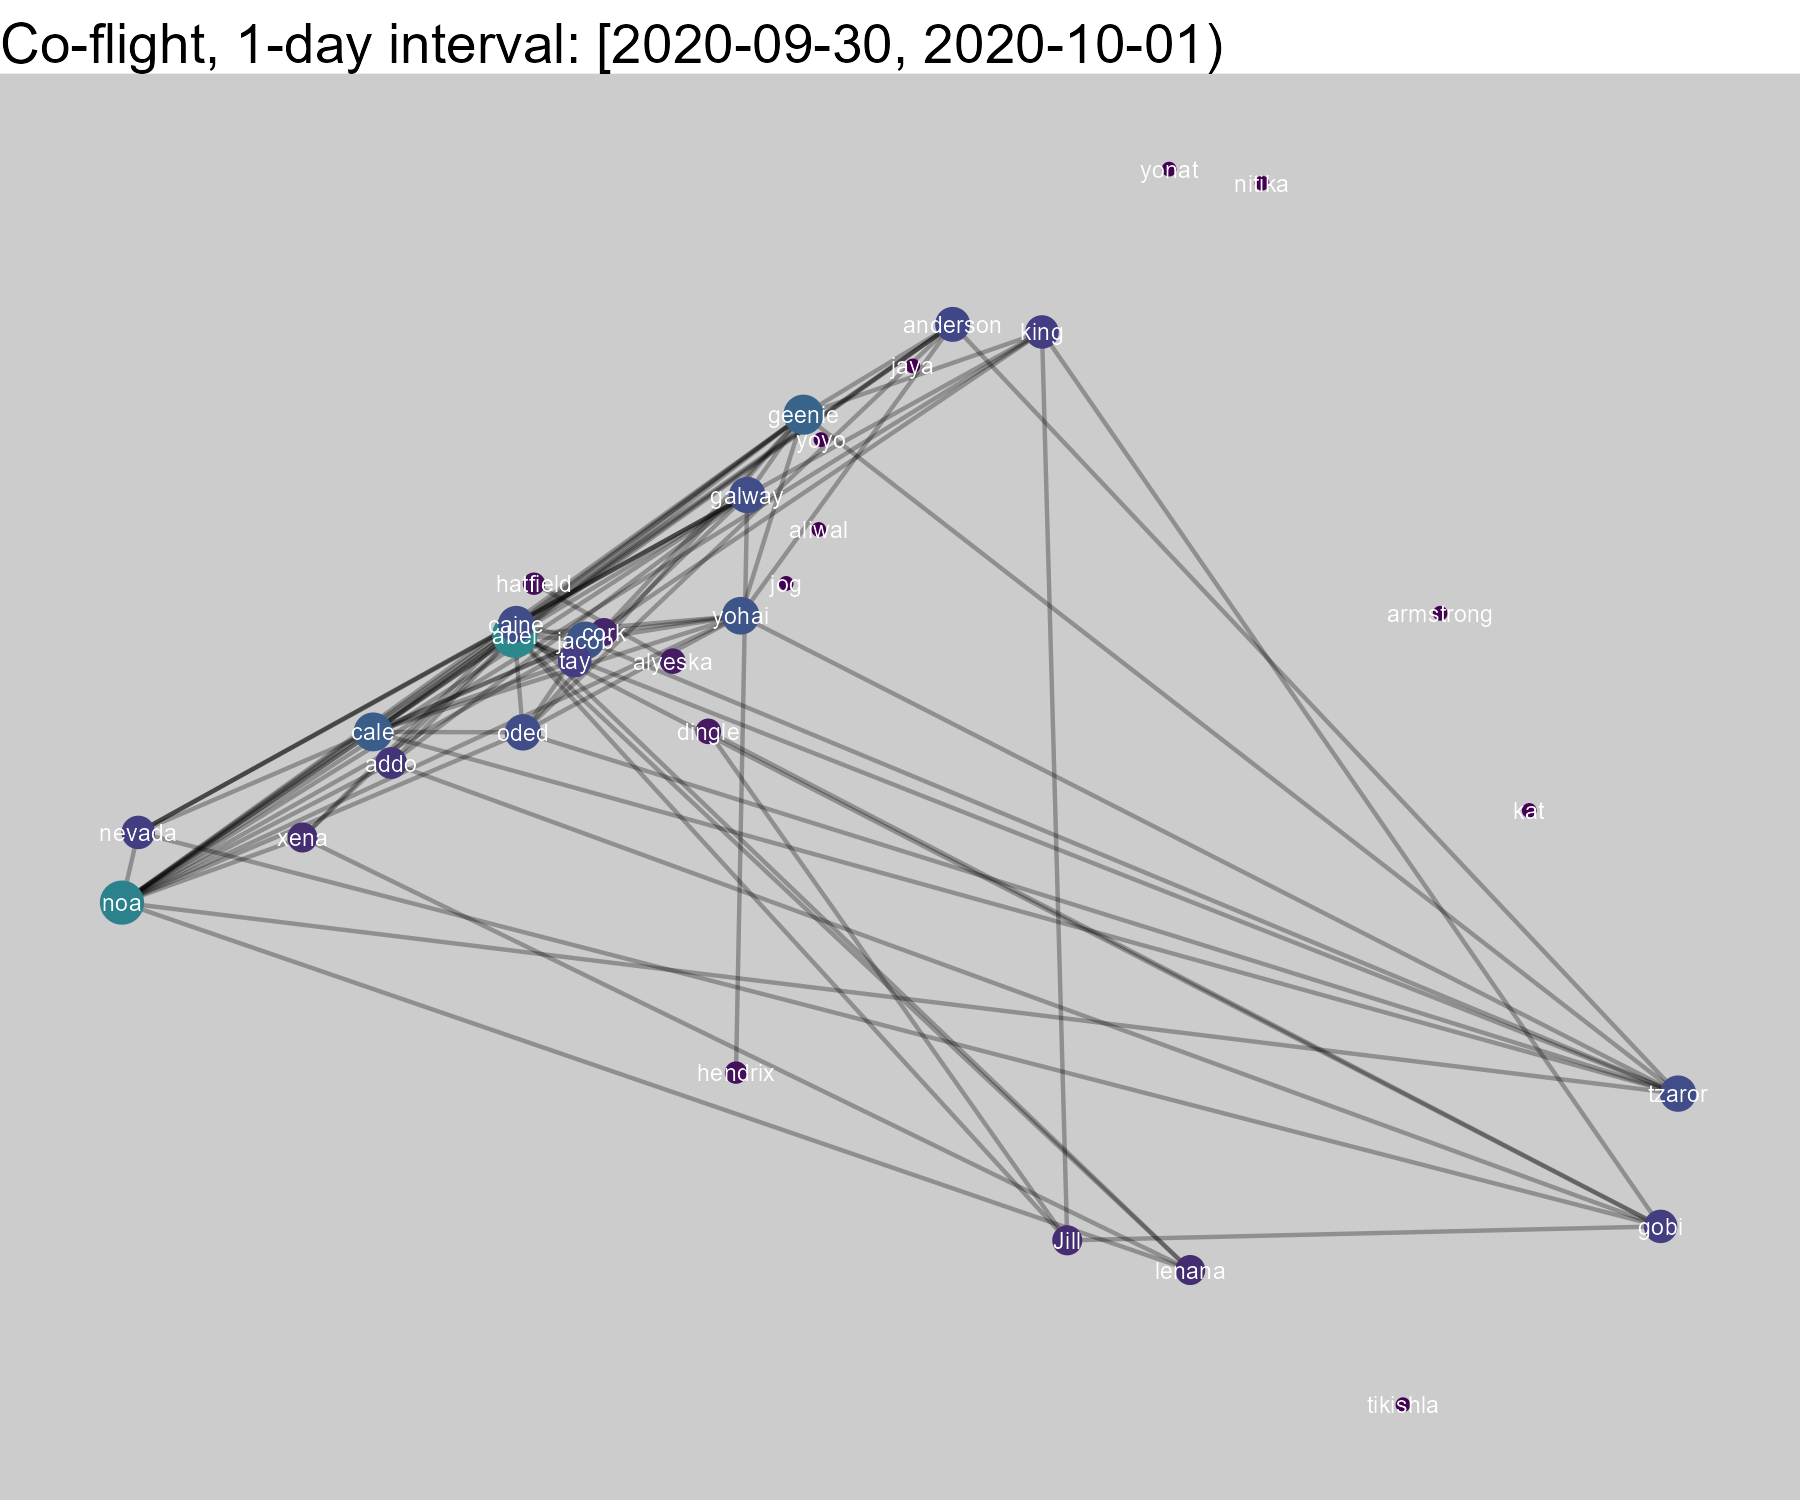 Co-flight, 1-day interval: [2020-09-30, 2020-10-01)
yonat
nitika
anderson
king
jaya
geenie
yoyo
galway
aliwal
hatfield
jog
armstrong
yohai
caine
abel
cork
jacob
tay
alyeska
cale
oded
dingle
addo
kat
nevada
xena
noa
hendrix
tzaror
gobi
Jill
lenana
tikishla